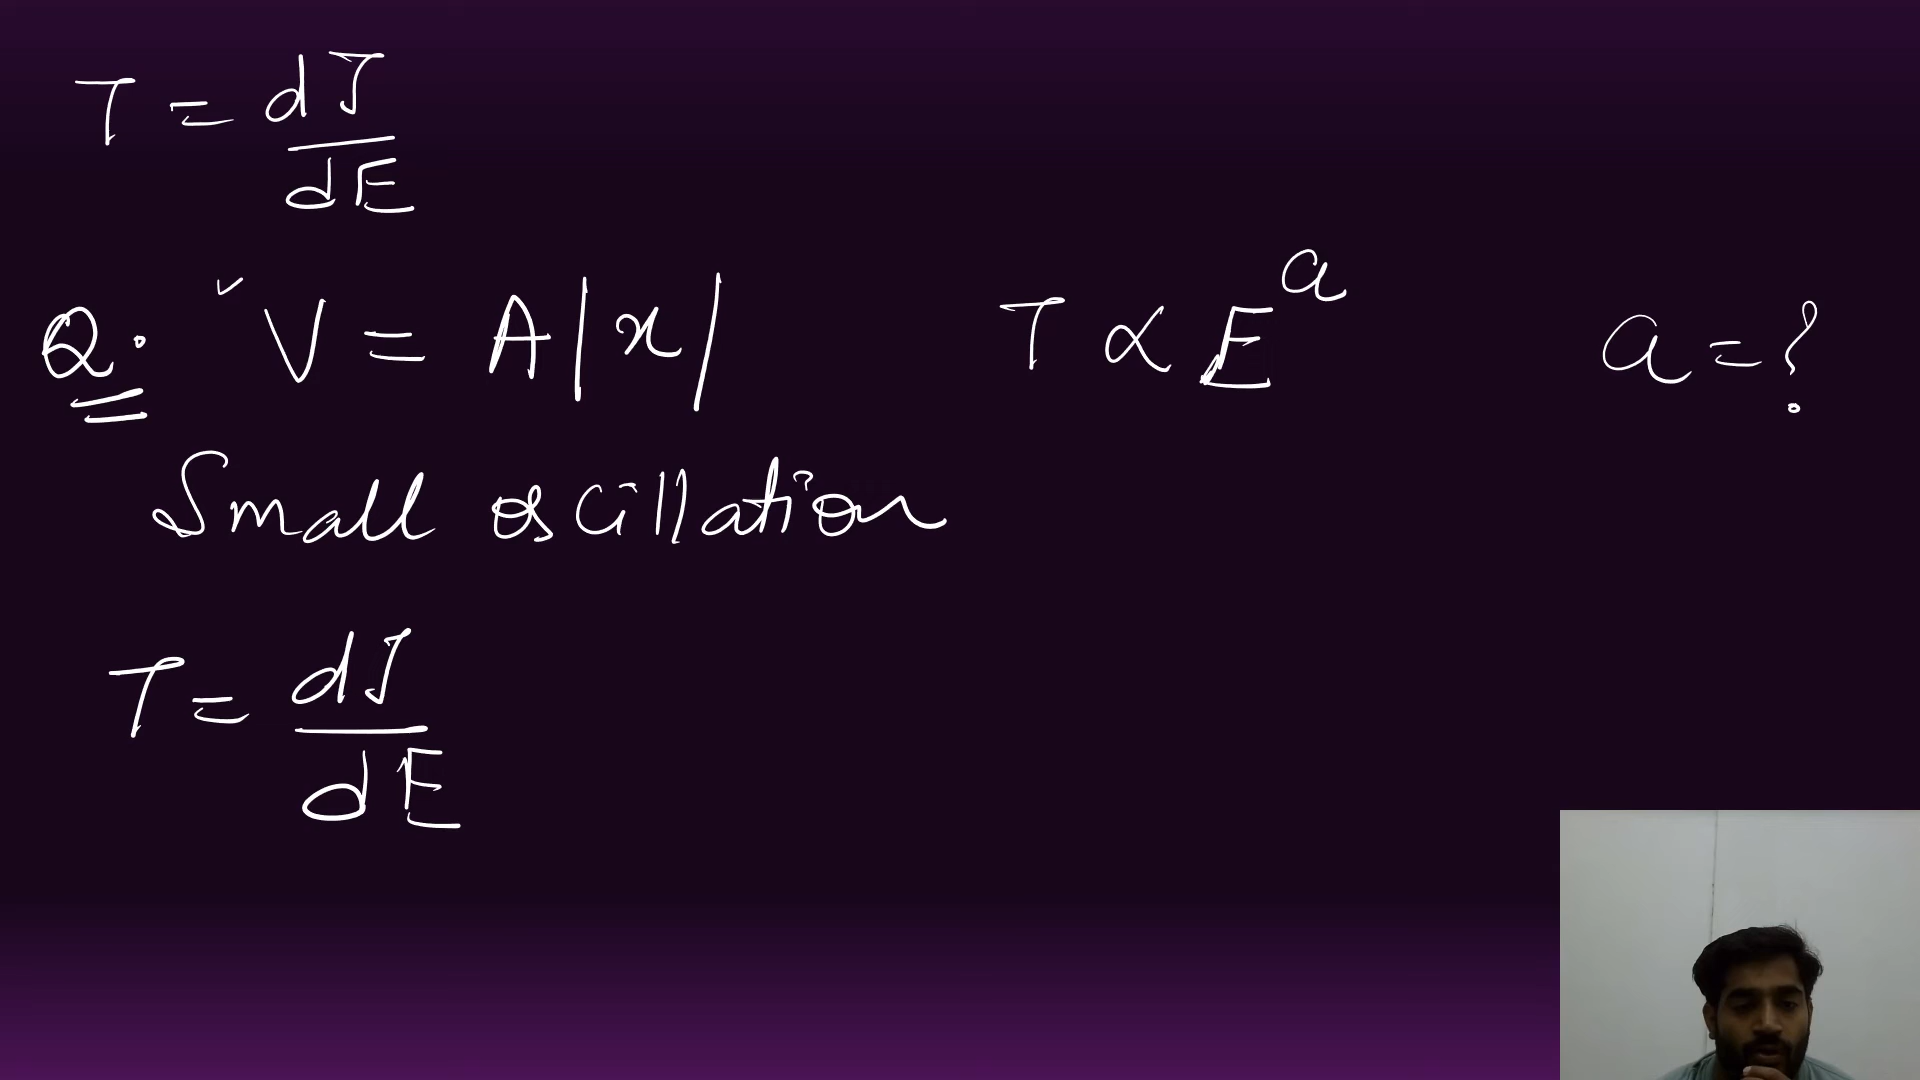 T = dJ/dE
Q. ✓ V = A|x| T ∝ E^a a = ?
Small oscillation
T = dJ/dE